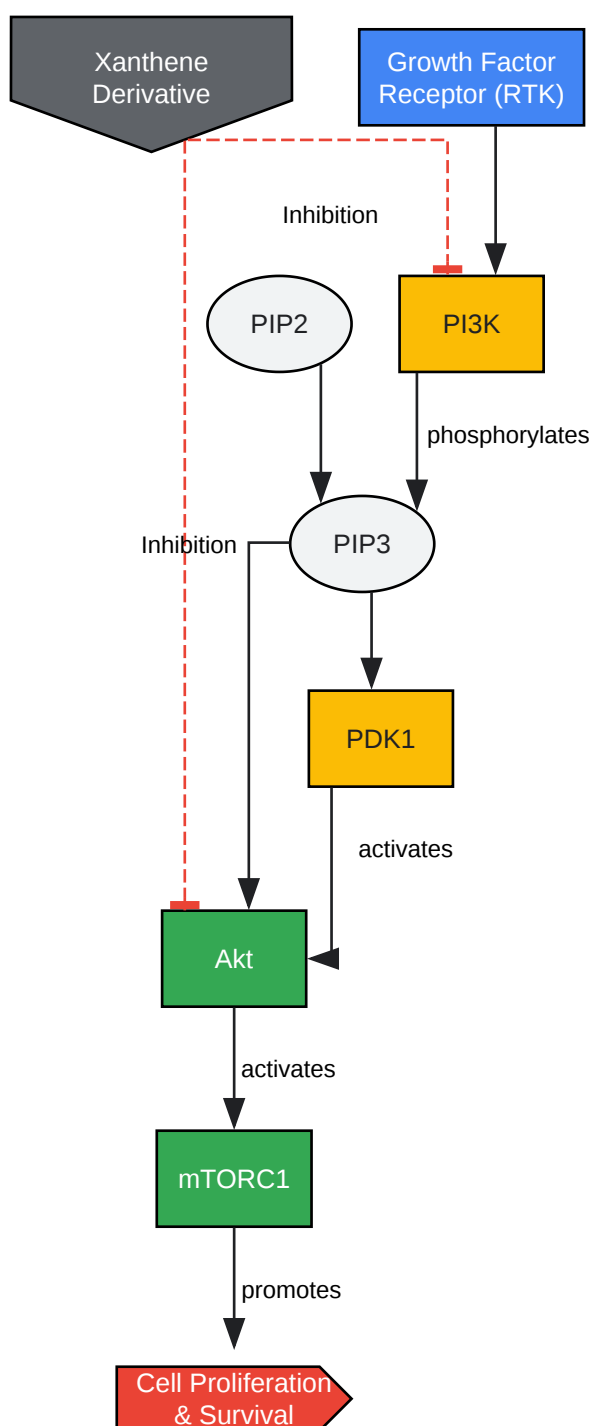 Xanthene
Derivative
Growth Factor
Receptor (RTK)
Inhibition
PIP2
PI3K
phosphorylates
Inhibition
PIP3
PDK1
activates
Akt
activates
mTORC1
promotes
Cell Proliferation
& Survival